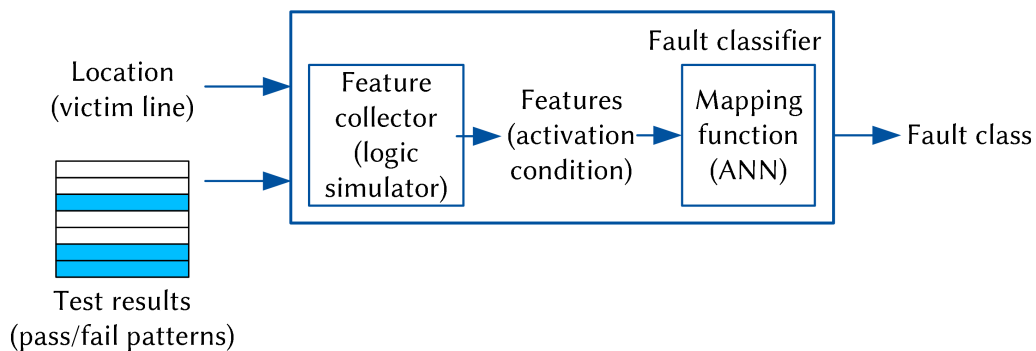 Fault classifier
Location
(victim line)
Feature
collector
(logic
simulator)
Features
(activation
condition)
Mapping
function
(ANN)
Fault class
Test results
(pass/fail patterns)